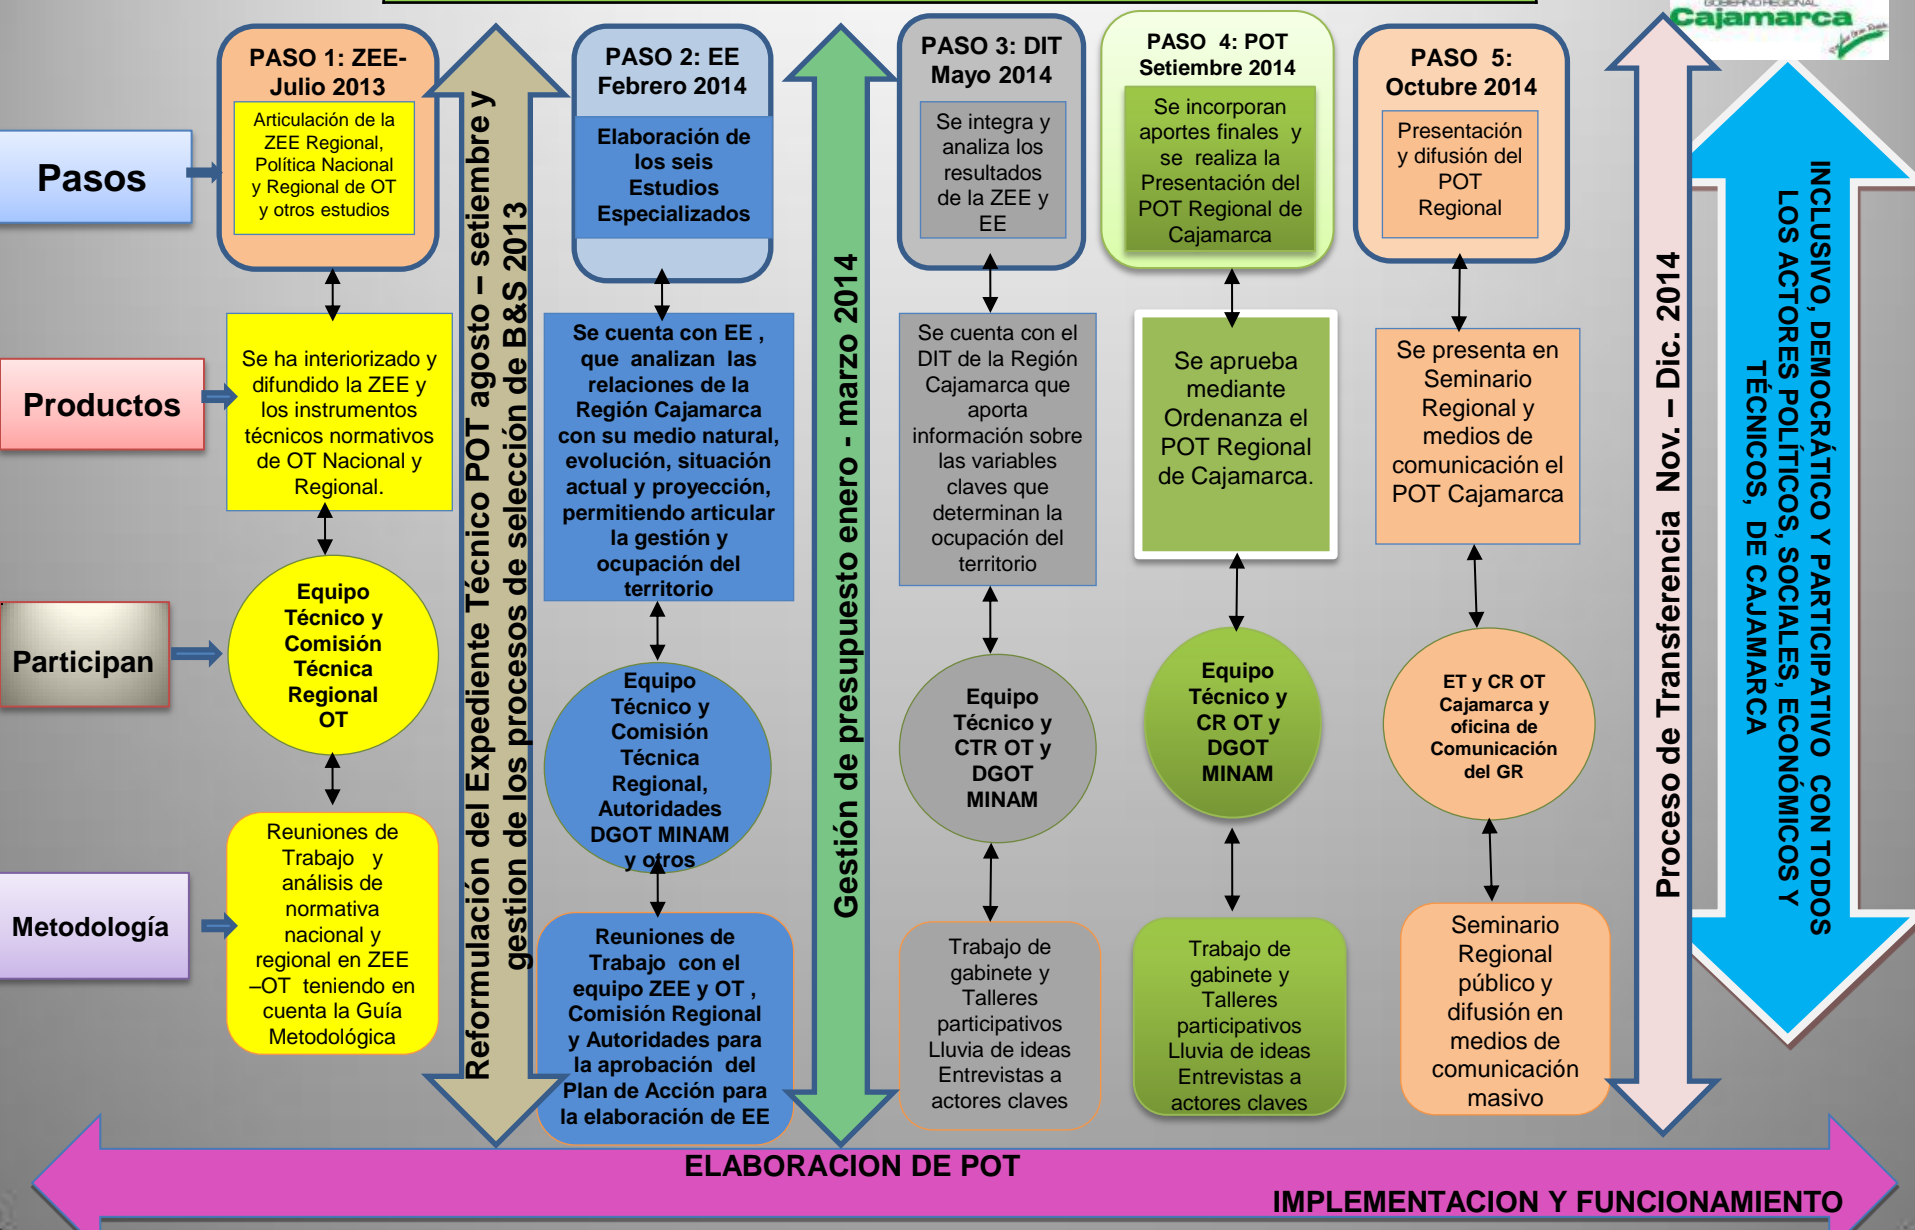 GOBIERNO REGIONAL
Cajamarca
PASO 1: ZEE-
Julio 2013
Articulación de la
ZEE Regional,
Política Nacional
y Regional de OT
y otros estudios
PASO 2: EE
Febrero 2014
Elaboración de
los seis
Estudios
Especializados
PASO 3: DIT
Mayo 2014
Se integra y
analiza los
resultados
de la ZEE y
EE
PASO 4: POT
Setiembre 2014
Se incorporan
aportes finales y
se realiza la
Presentación del
POT Regional de
Cajamarca
PASO 5:
Octubre 2014
Presentación
y difusión del
POT
Regional
Pasos
Productos
Se ha interiorizado y
difundido la ZEE y
los instrumentos
técnicos normativos
de OT Nacional y
Regional.
Se cuenta con EE ,
que analizan las
relaciones de la
Región Cajamarca
con su medio natural,
evolución, situación
actual y proyección,
permitiendo articular
la gestión y
ocupación del
territorio
Se cuenta con el
DIT de la Región
Cajamarca que
aporta
información sobre
las variables
claves que
determinan la
ocupación del
territorio
Se aprueba
mediante
Ordenanza el
POT Regional
de Cajamarca.
Se presenta en
Seminario
Regional y
medios de
comunicación el
POT Cajamarca
Participan
Equipo
Técnico y
Comisión
Técnica
Regional
OT
Equipo
Técnico y
Comisión
Técnica
Regional,
Autoridades
DGOT MINAM
y otros
Equipo
Técnico y
CTR OT y
DGOT
MINAM
Equipo
Técnico y
CR OT y
DGOT
MINAM
ET y CR OT
Cajamarca y
oficina de
Comunicación
del GR
Metodología
Reuniones de
Trabajo y
análisis de
normativa
nacional y
regional en ZEE
–OT teniendo en
cuenta la Guía
Metodológica
Reuniones de
Trabajo con el
equipo ZEE y OT ,
Comisión Regional
y Autoridades para
la aprobación del
Plan de Acción para
la elaboración de EE
Trabajo de
gabinete y
Talleres
participativos
Lluvia de ideas
Entrevistas a
actores claves
Trabajo de
gabinete y
Talleres
participativos
Lluvia de ideas
Entrevistas a
actores claves
Seminario
Regional
público y
difusión en
medios de
comunicación
masivo
Reformulación del Expediente Técnico POT agosto – setiembre y
gestion de los procesos de selección de B&S 2013
Gestión de presupuesto enero - marzo 2014
Proceso de Transferencia Nov. – Dic. 2014
INCLUSIVO, DEMOCRÁTICO Y PARTICIPATIVO CON TODOS
LOS ACTORES POLÍTICOS, SOCIALES, ECONÓMICOS Y
TÉCNICOS, DE CAJAMARCA
ELABORACION DE POT
IMPLEMENTACION Y FUNCIONAMIENTO